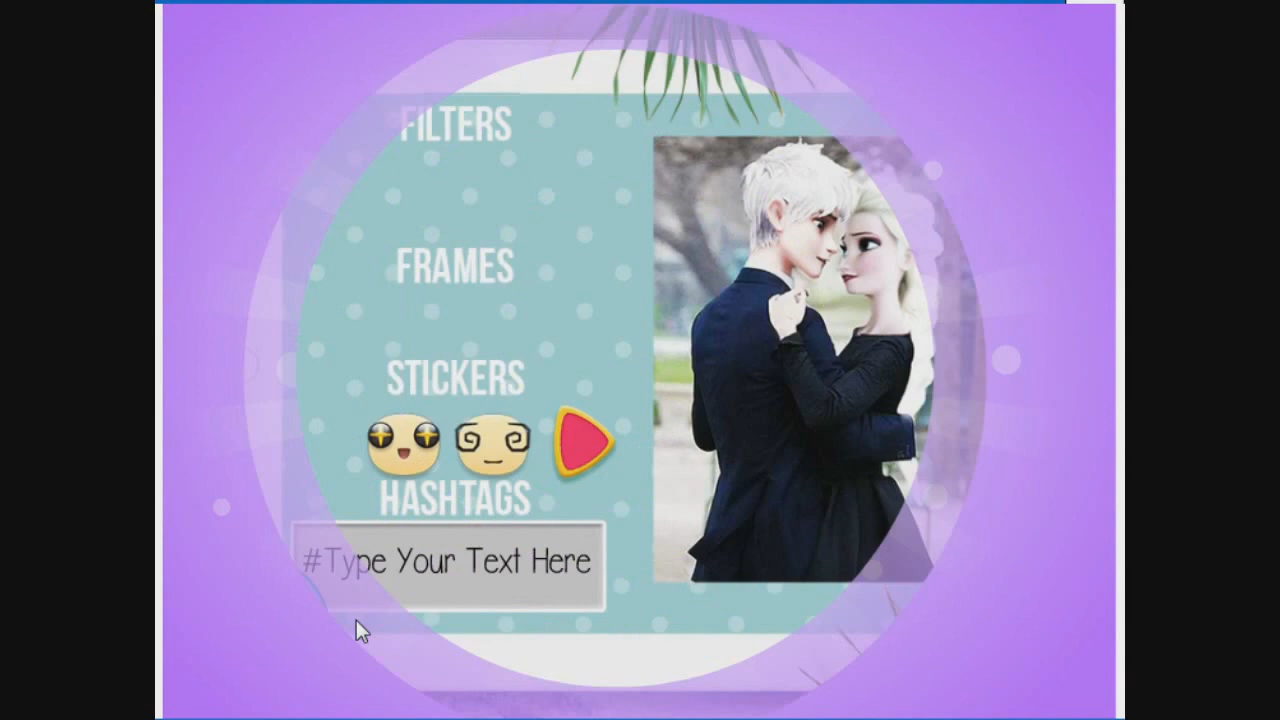 FILTERS
FRAMES
STICKERS
HASHTAGS
#Type Your Text Here